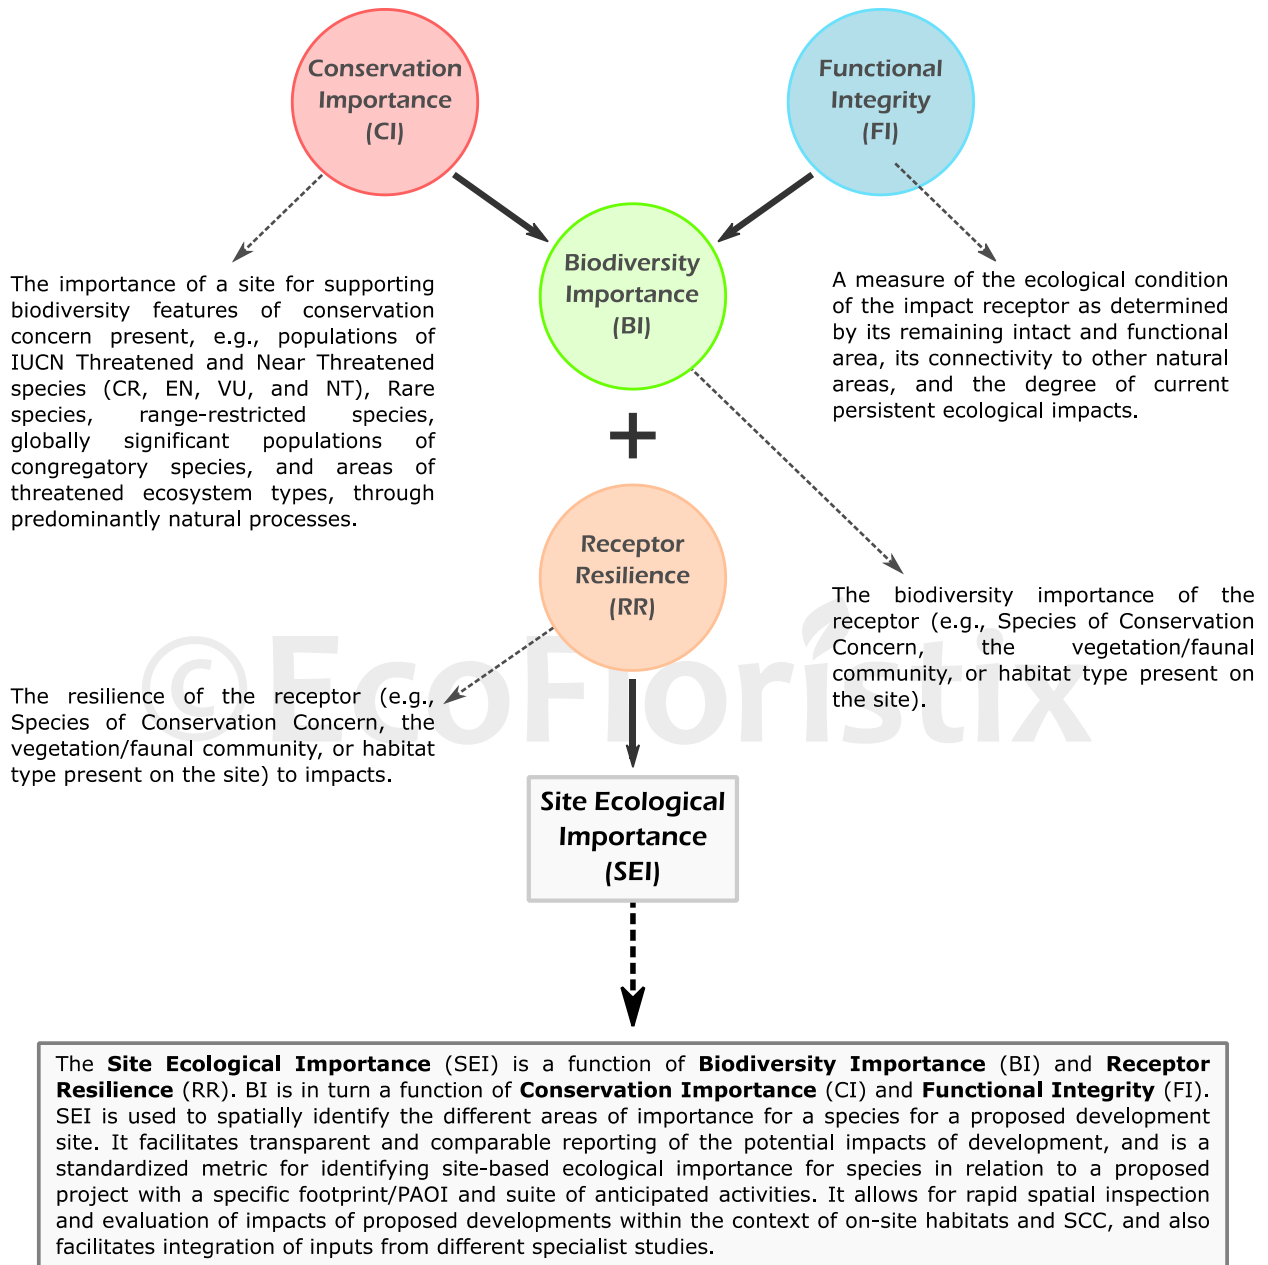 Conservation
Importance
(CI)
Functional
Integrity
(FI)
Biodiversity
Importance
(BI)
The importance of a site for supporting
biodiversity features of conservation
concern present, e.g., populations of
IUCN Threatened and Near Threatened
species (CR, EN, VU, and NT), Rare
species, range-restricted species,
globally significant populations of
congregatory species, and areas of
threatened ecosystem types, through
predominantly natural processes.
A measure of the ecological condition
of the impact receptor as determined
by its remaining intact and functional
area, its connectivity to other natural
areas, and the degree of current
persistent ecological impacts.
+
Receptor
Resilience
(RR)
The biodiversity importance of the
receptor (e.g., Species of Conservation
Concern, the vegetation/faunal
community, or habitat type present on
the site).
©EcoFloristix
The resilience of the receptor (e.g.,
Species of Conservation Concern, the
vegetation/faunal community, or habitat
type present on the site) to impacts.
Site Ecological
Importance
(SEI)
The Site Ecological Importance (SEI) is a function of Biodiversity Importance (BI) and Receptor
Resilience (RR). BI is in turn a function of Conservation Importance (CI) and Functional Integrity (FI).
SEI is used to spatially identify the different areas of importance for a species for a proposed development
site. It facilitates transparent and comparable reporting of the potential impacts of development, and is a
standardized metric for identifying site-based ecological importance for species in relation to a proposed
project with a specific footprint/PAOI and suite of anticipated activities. It allows for rapid spatial inspection
and evaluation of impacts of proposed developments within the context of on-site habitats and SCC, and also
facilitates integration of inputs from different specialist studies.